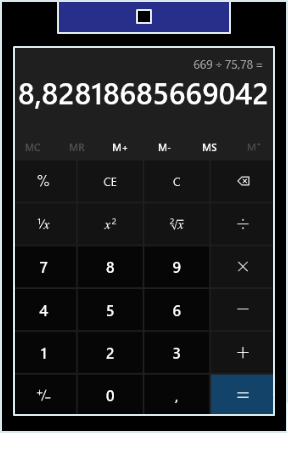 669 ÷ 75,78 =
8,82818685669042
MC MR M+ M- MS M˅
% CE C ⌫
¹/x x² ²√x ÷
7 8 9 ×
4 5 6 −
1 2 3 +
+/− 0 , =